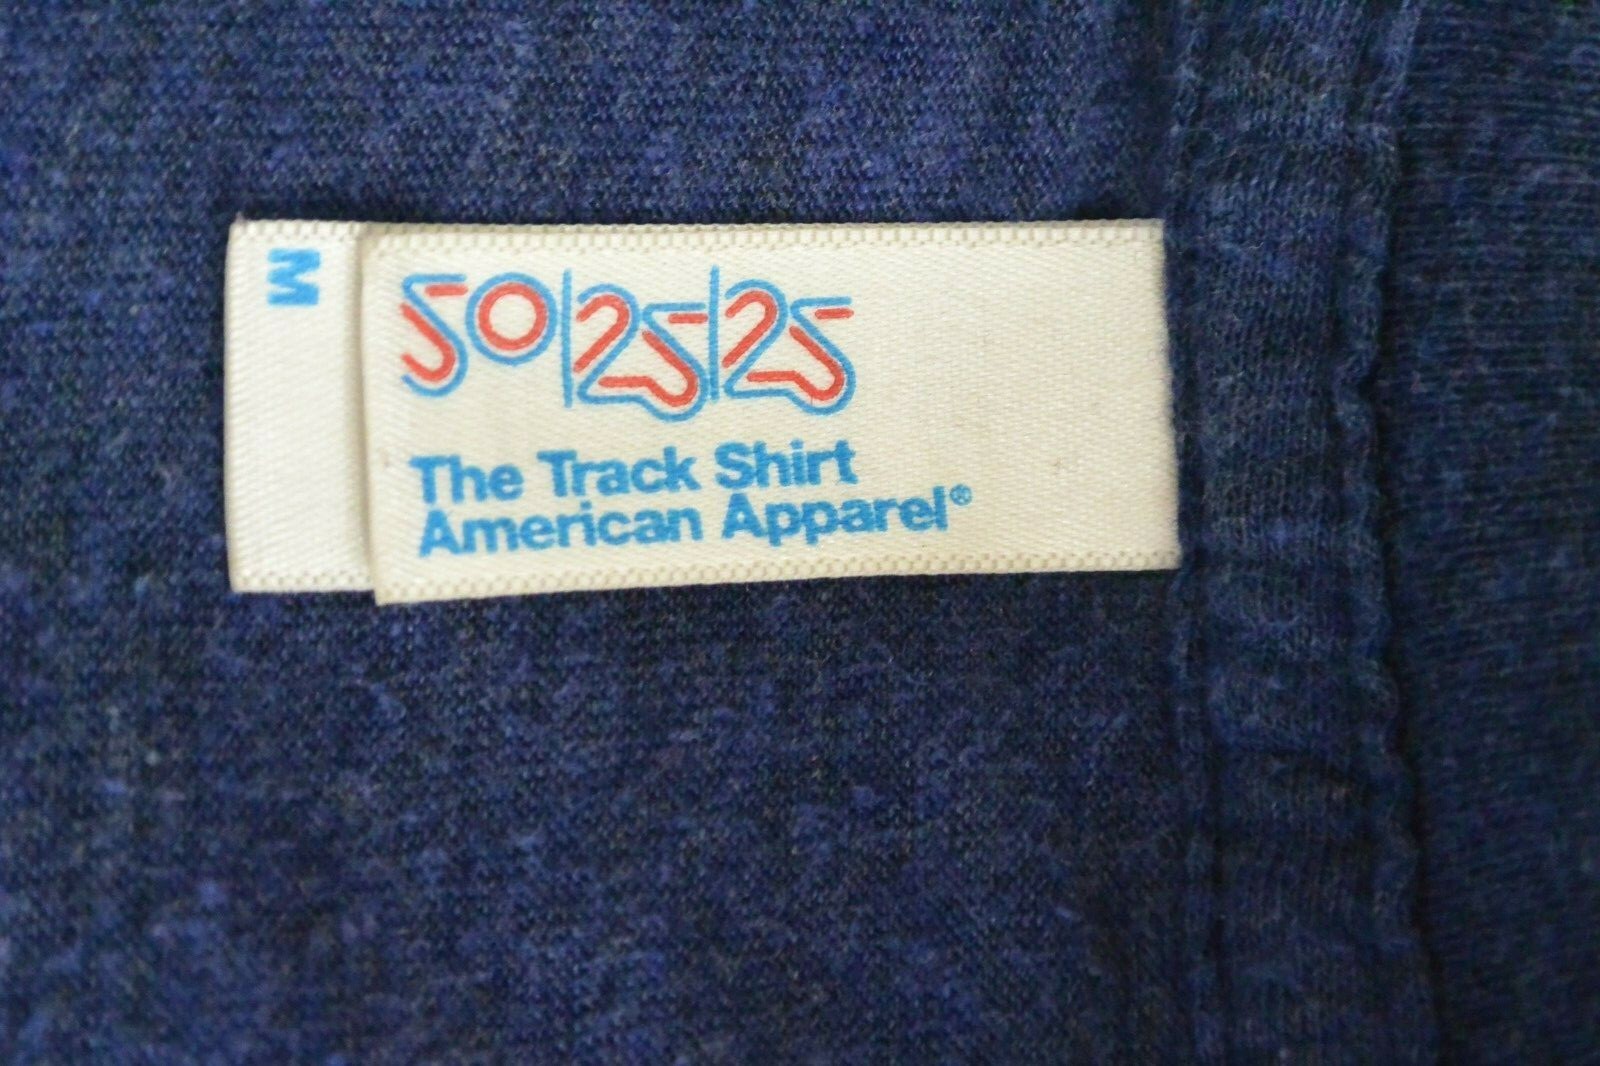 M
50/25/25
The Track Shirt
American Apparel®